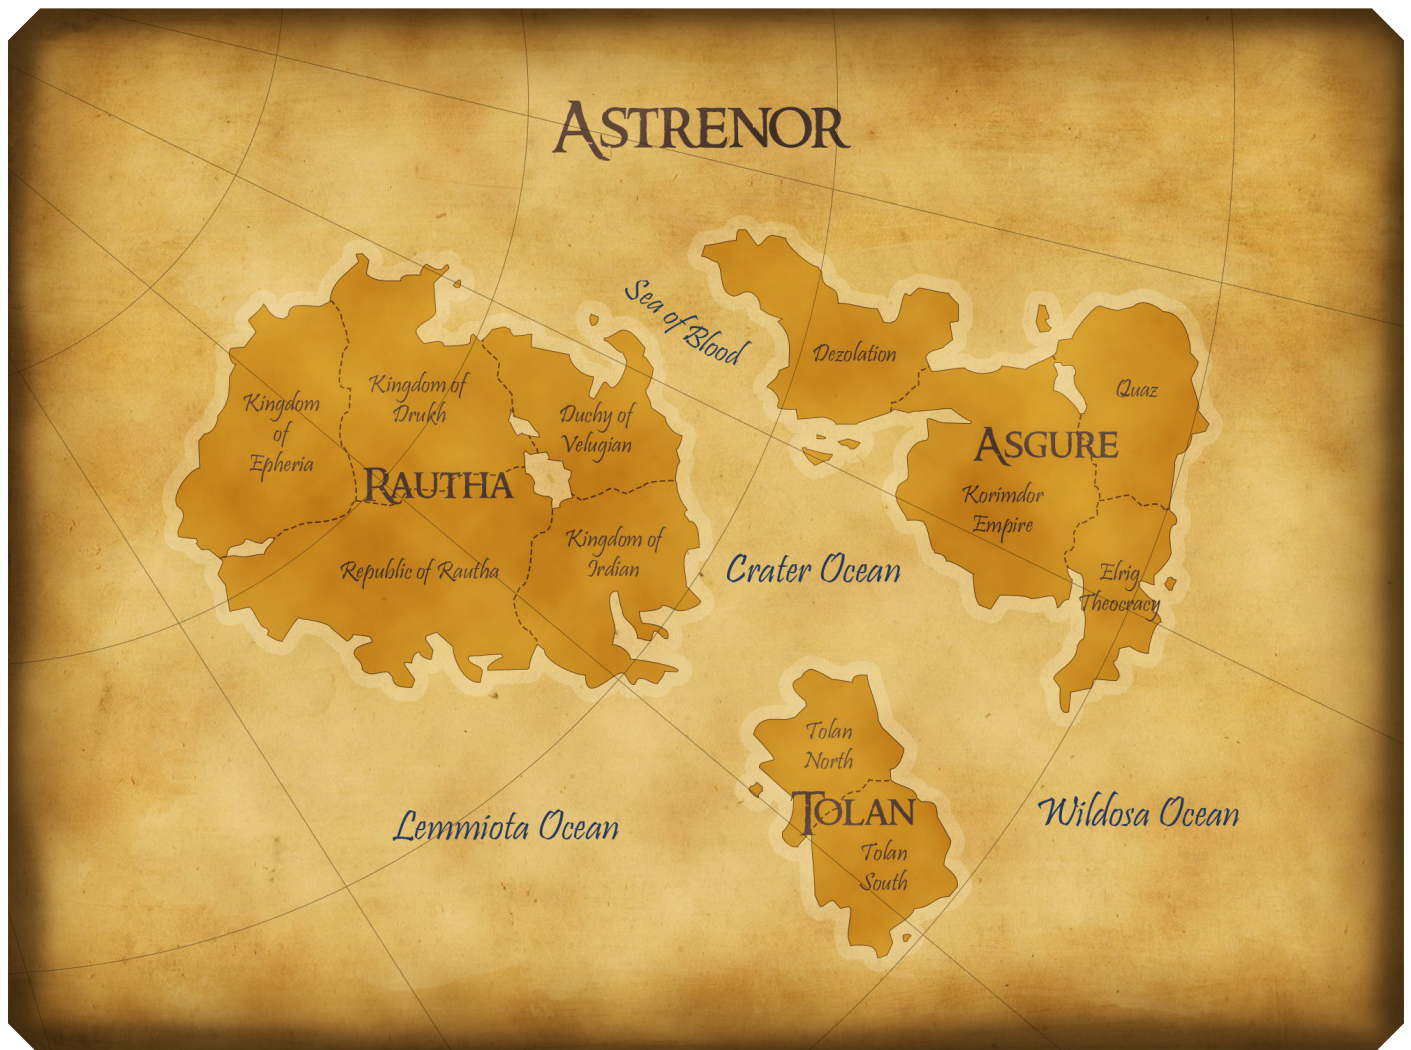 ASTRENOR
Sea of Blood
Dezolation
Kingdom of
Drukh
Kingdom
of
Epheria
Duchy of
Velugian
Quaz
ASGURE
RAUTHA
Korimdor
Empire
Kingdom of
Irdian
Republic of Rautha
Crater Ocean
Elrig
Theocracy
Tolan
North
TOLAN
Tolan
South
Lemmiota Ocean
Wildosa Ocean